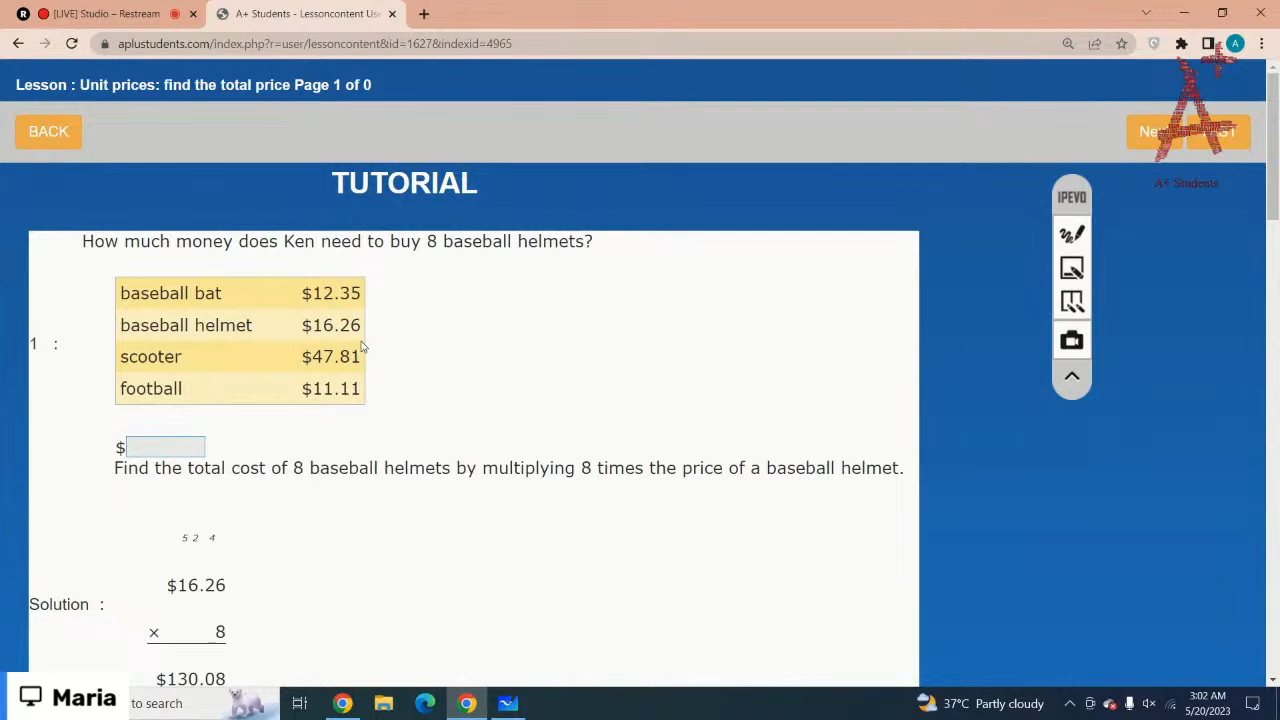 [LIVE] Studio – Restream
A+ Students - Lessoncontent Use
aplustudents.com/index.php?r=user/lessoncontent&id=1627&indexid=4965
A
Lesson : Unit prices: find the total price Page 1 of 0
BACK
A+ Students
TUTORIAL
IPEVO
How much money does Ken need to buy 8 baseball helmets?
baseball bat $12.35
baseball helmet $16.26
1 :
scooter $47.81
football $11.11
$
Find the total cost of 8 baseball helmets by multiplying 8 times the price of a baseball helmet.
5 2 4
$16.26
Solution :
× 8
$130.08
Maria
to search
37°C Partly cloudy
3:02 AM
5/20/2023